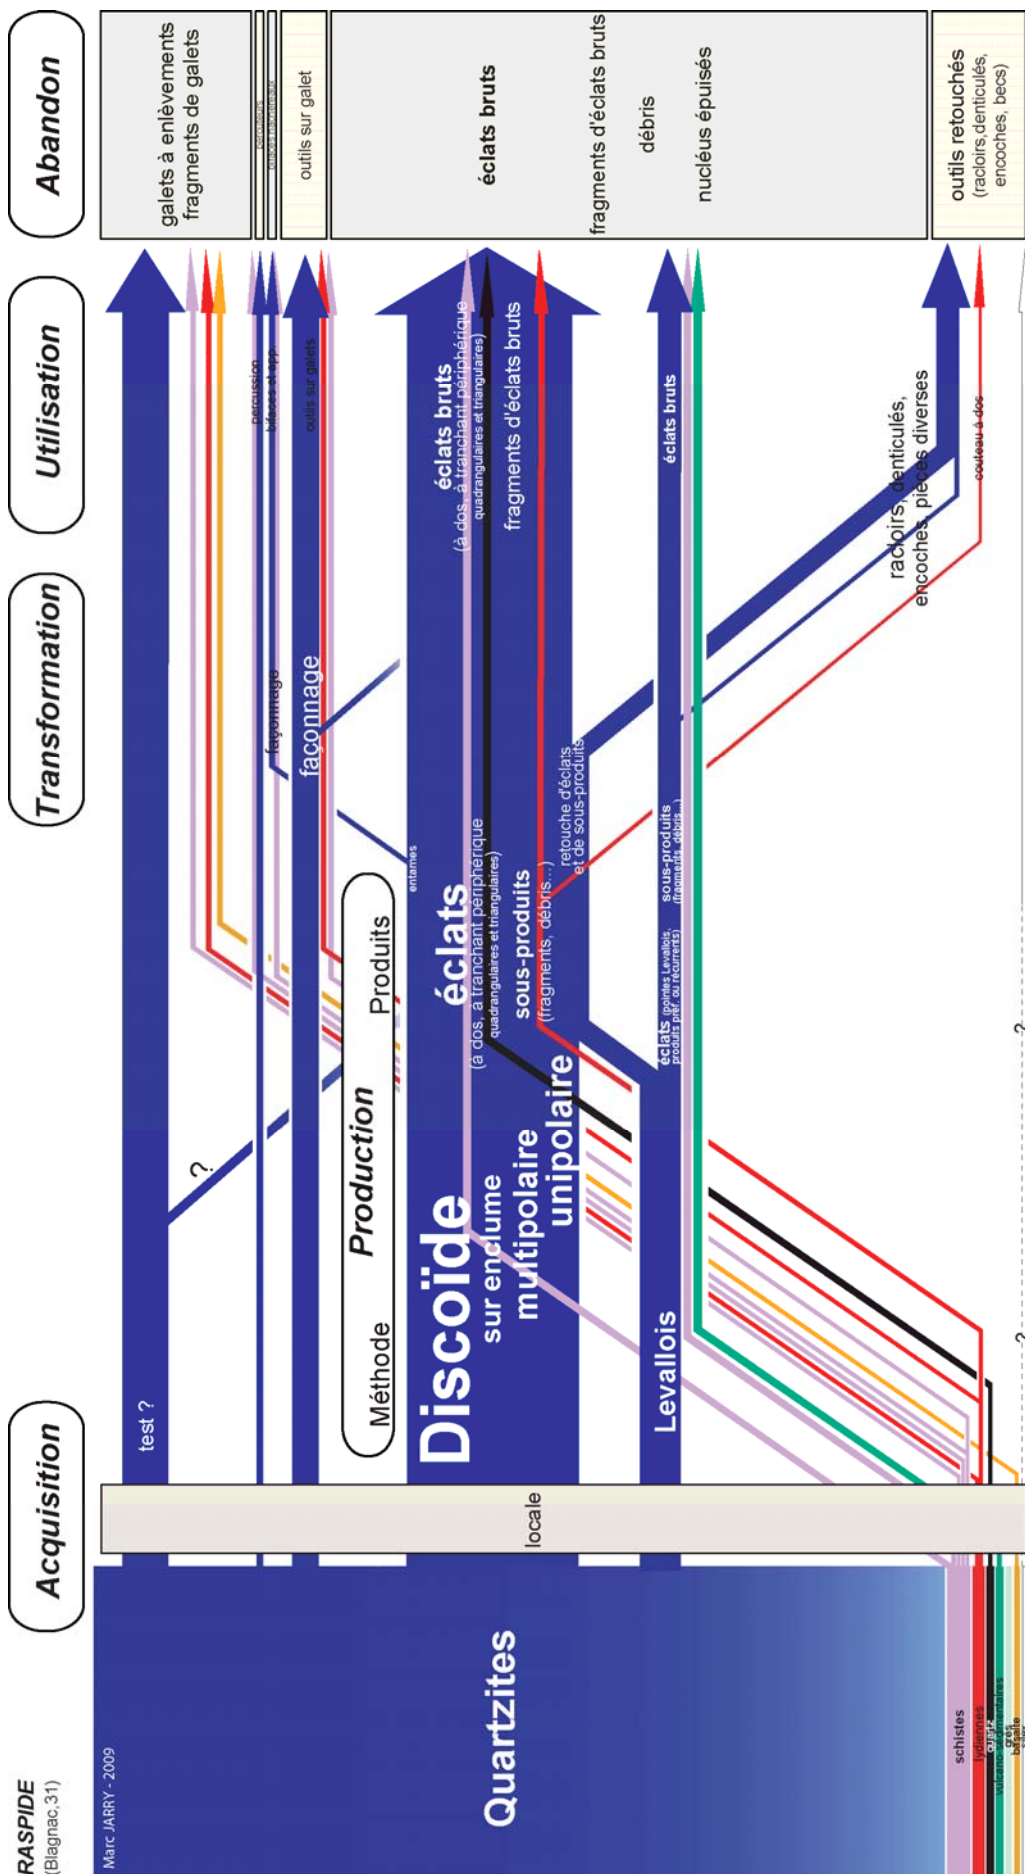 RASPIDE
(Blagnac,31)
Acquisition
Transformation
Utilisation
Abandon
Marc JARRY - 2009
Quartzites
schistes
lydiennes
quartz
vulcano-sédimentaires
grès
basalte
locale
test ?
?
Méthode
Production
Produits
Discoïde
sur enclume
multipolaire
unipolaire
Levallois
entames
éclats
(à dos, à tranchant périphérique
quadrangulaires et triangulaires)
sous-produits
(fragments, débris...)
retouche d'éclats
et de sous-produits
éclats (pointes Levallois,
produits préf. ou récurrents)
sous-produits
(fragments, débris...)
façonnage
façonnage
percussion
bifaces et app.
outils sur galets
éclats bruts
(à dos, à tranchant périphérique
quadrangulaires et triangulaires)
fragments d'éclats bruts
éclats bruts
racloirs, denticulés,
encoches, pièces diverses
couteau à dos
?
?
galets à enlèvements
fragments de galets
percuteurs
outils sur galet
éclats bruts
fragments d'éclats bruts
débris
nucléus épuisés
outils retouchés
(racloirs,denticulés,
encoches, becs)